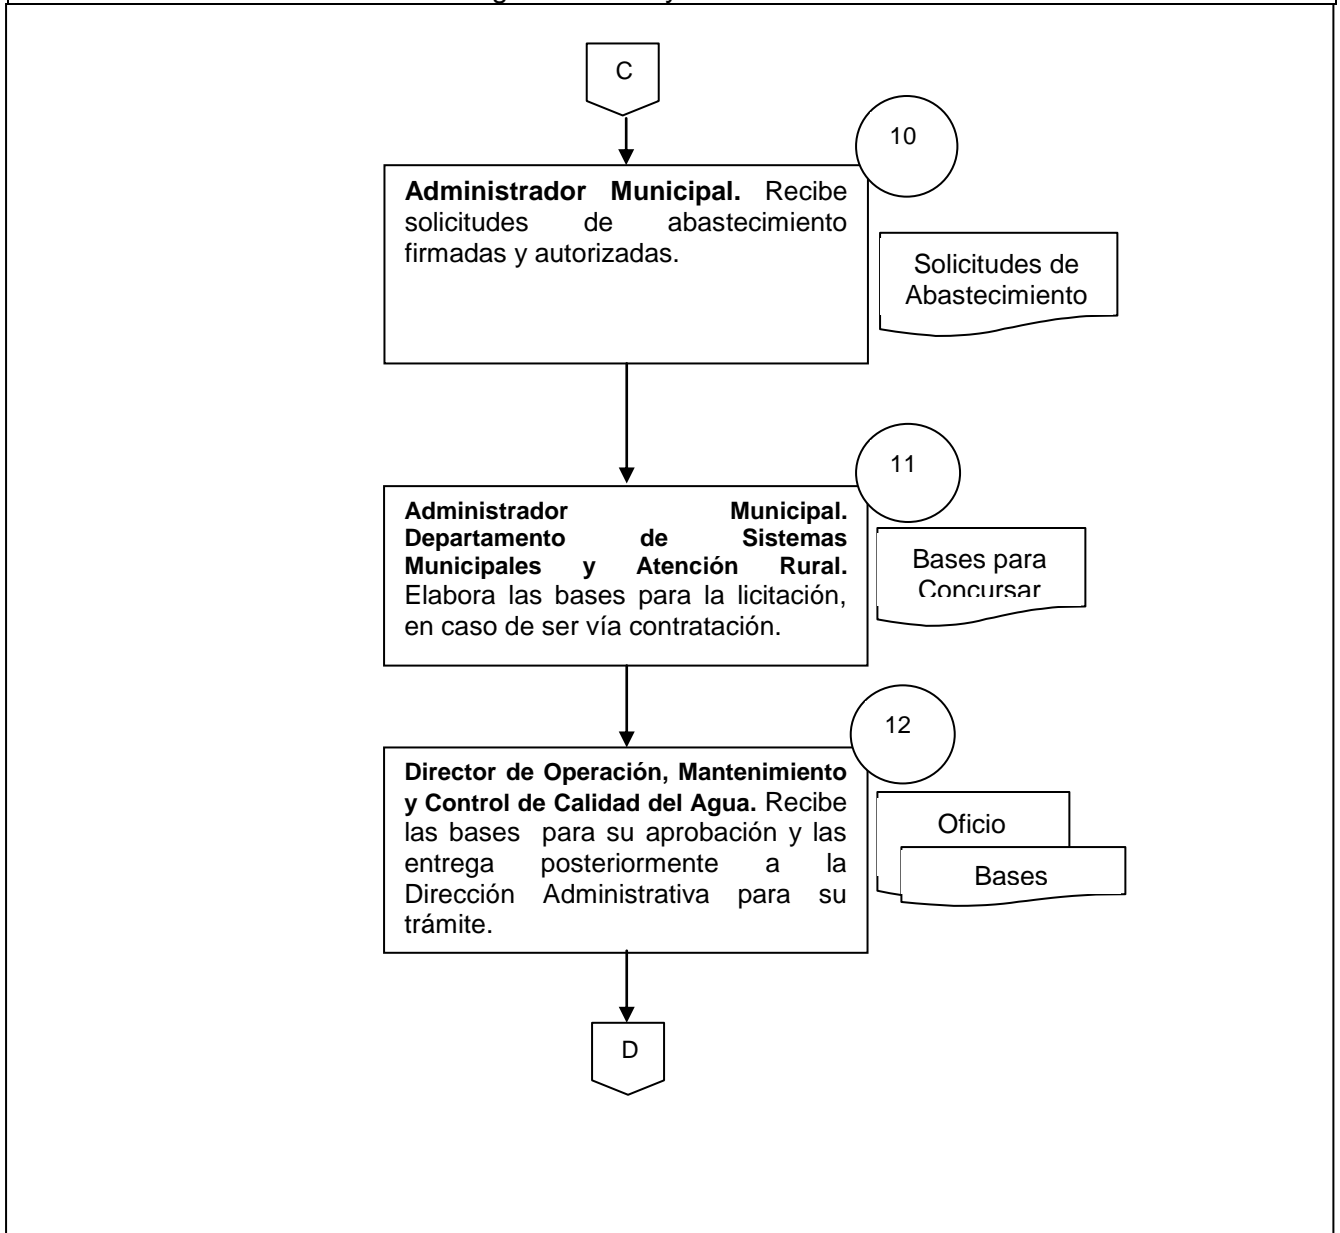 C
10
Administrador Municipal. Recibe
solicitudes de abastecimiento
firmadas y autorizadas.
Solicitudes de
Abastecimiento
11
Administrador Municipal.
Departamento de Sistemas
Municipales y Atención Rural.
Elabora las bases para la licitación,
en caso de ser vía contratación.
Bases para
Concursar
12
Director de Operación, Mantenimiento
y Control de Calidad del Agua. Recibe
las bases para su aprobación y las
entrega posteriormente a la
Dirección Administrativa para su
trámite.
Oficio
Bases
D